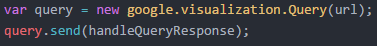 var query = new google.visualization.Query(url);
query.send(handleQueryResponse);